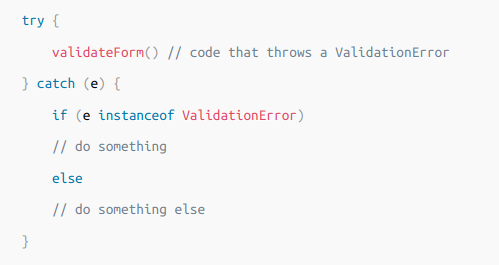 try {
validateForm() // code that throws a ValidationError
} catch (e) {
if (e instanceof ValidationError)
// do something
else
// do something else
}